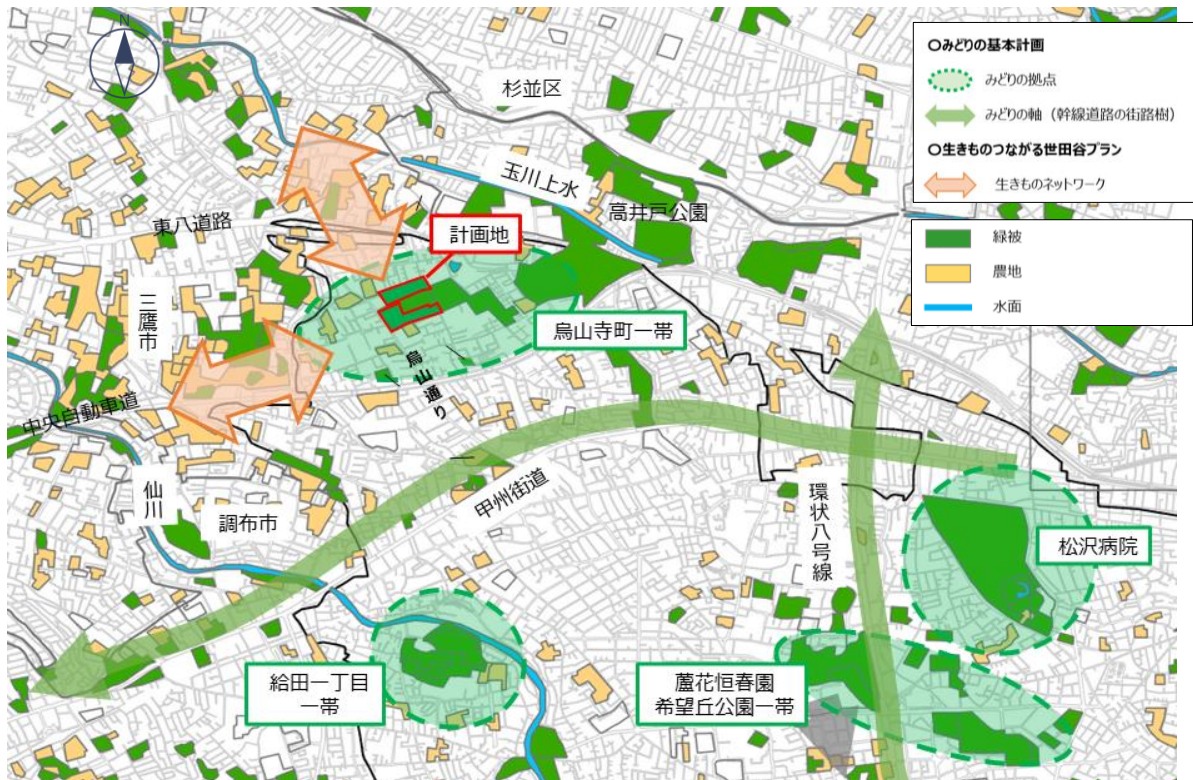 N
〇みどりの基本計画
みどりの拠点
みどりの軸（幹線道路の街路樹）
〇生きものつながる世田谷プラン
生きものネットワーク
緑被
農地
水面
杉並区
玉川上水
高井戸公園
東八道路
計画地
三鷹市
烏山寺町一帯
烏山通り
中央自動車道
仙川
調布市
甲州街道
環状八号線
松沢病院
給田一丁目
一帯
蘆花恒春園
希望丘公園一帯